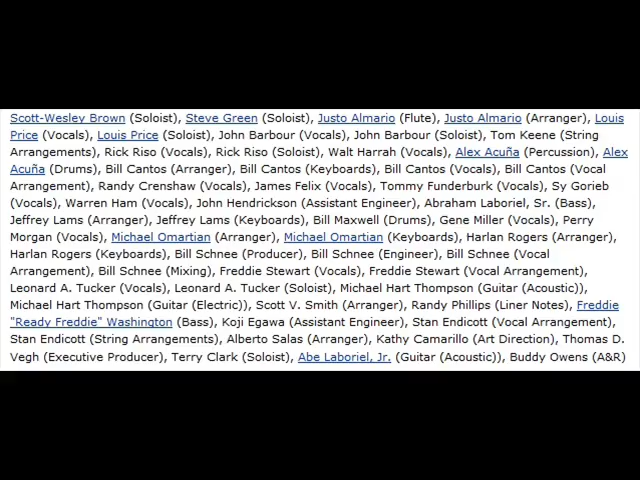 Scott-Wesley Brown (Soloist), Steve Green (Soloist), Justo Almario (Flute), Justo Almario (Arranger), Louis
Price (Vocals), Louis Price (Soloist), John Barbour (Vocals), John Barbour (Soloist), Tom Keene (String
Arrangements), Rick Riso (Vocals), Rick Riso (Soloist), Walt Harrah (Vocals), Alex Acuña (Percussion), Alex
Acuña (Drums), Bill Cantos (Arranger), Bill Cantos (Keyboards), Bill Cantos (Vocals), Bill Cantos (Vocal
Arrangement), Randy Crenshaw (Vocals), James Felix (Vocals), Tommy Funderburk (Vocals), Sy Gorieb
(Vocals), Warren Ham (Vocals), John Hendrickson (Assistant Engineer), Abraham Laboriel, Sr. (Bass),
Jeffrey Lams (Arranger), Jeffrey Lams (Keyboards), Bill Maxwell (Drums), Gene Miller (Vocals), Perry
Morgan (Vocals), Michael Omartian (Arranger), Michael Omartian (Keyboards), Harlan Rogers (Arranger),
Harlan Rogers (Keyboards), Bill Schnee (Producer), Bill Schnee (Engineer), Bill Schnee (Vocal
Arrangement), Bill Schnee (Mixing), Freddie Stewart (Vocals), Freddie Stewart (Vocal Arrangement),
Leonard A. Tucker (Vocals), Leonard A. Tucker (Soloist), Michael Hart Thompson (Guitar (Acoustic)),
Michael Hart Thompson (Guitar (Electric)), Scott V. Smith (Arranger), Randy Phillips (Liner Notes), Freddie
"Ready Freddie" Washington (Bass), Koji Egawa (Assistant Engineer), Stan Endicott (Vocal Arrangement),
Stan Endicott (String Arrangements), Alberto Salas (Arranger), Kathy Camarillo (Art Direction), Thomas D.
Vegh (Executive Producer), Terry Clark (Soloist), Abe Laboriel, Jr. (Guitar (Acoustic)), Buddy Owens (A&R)